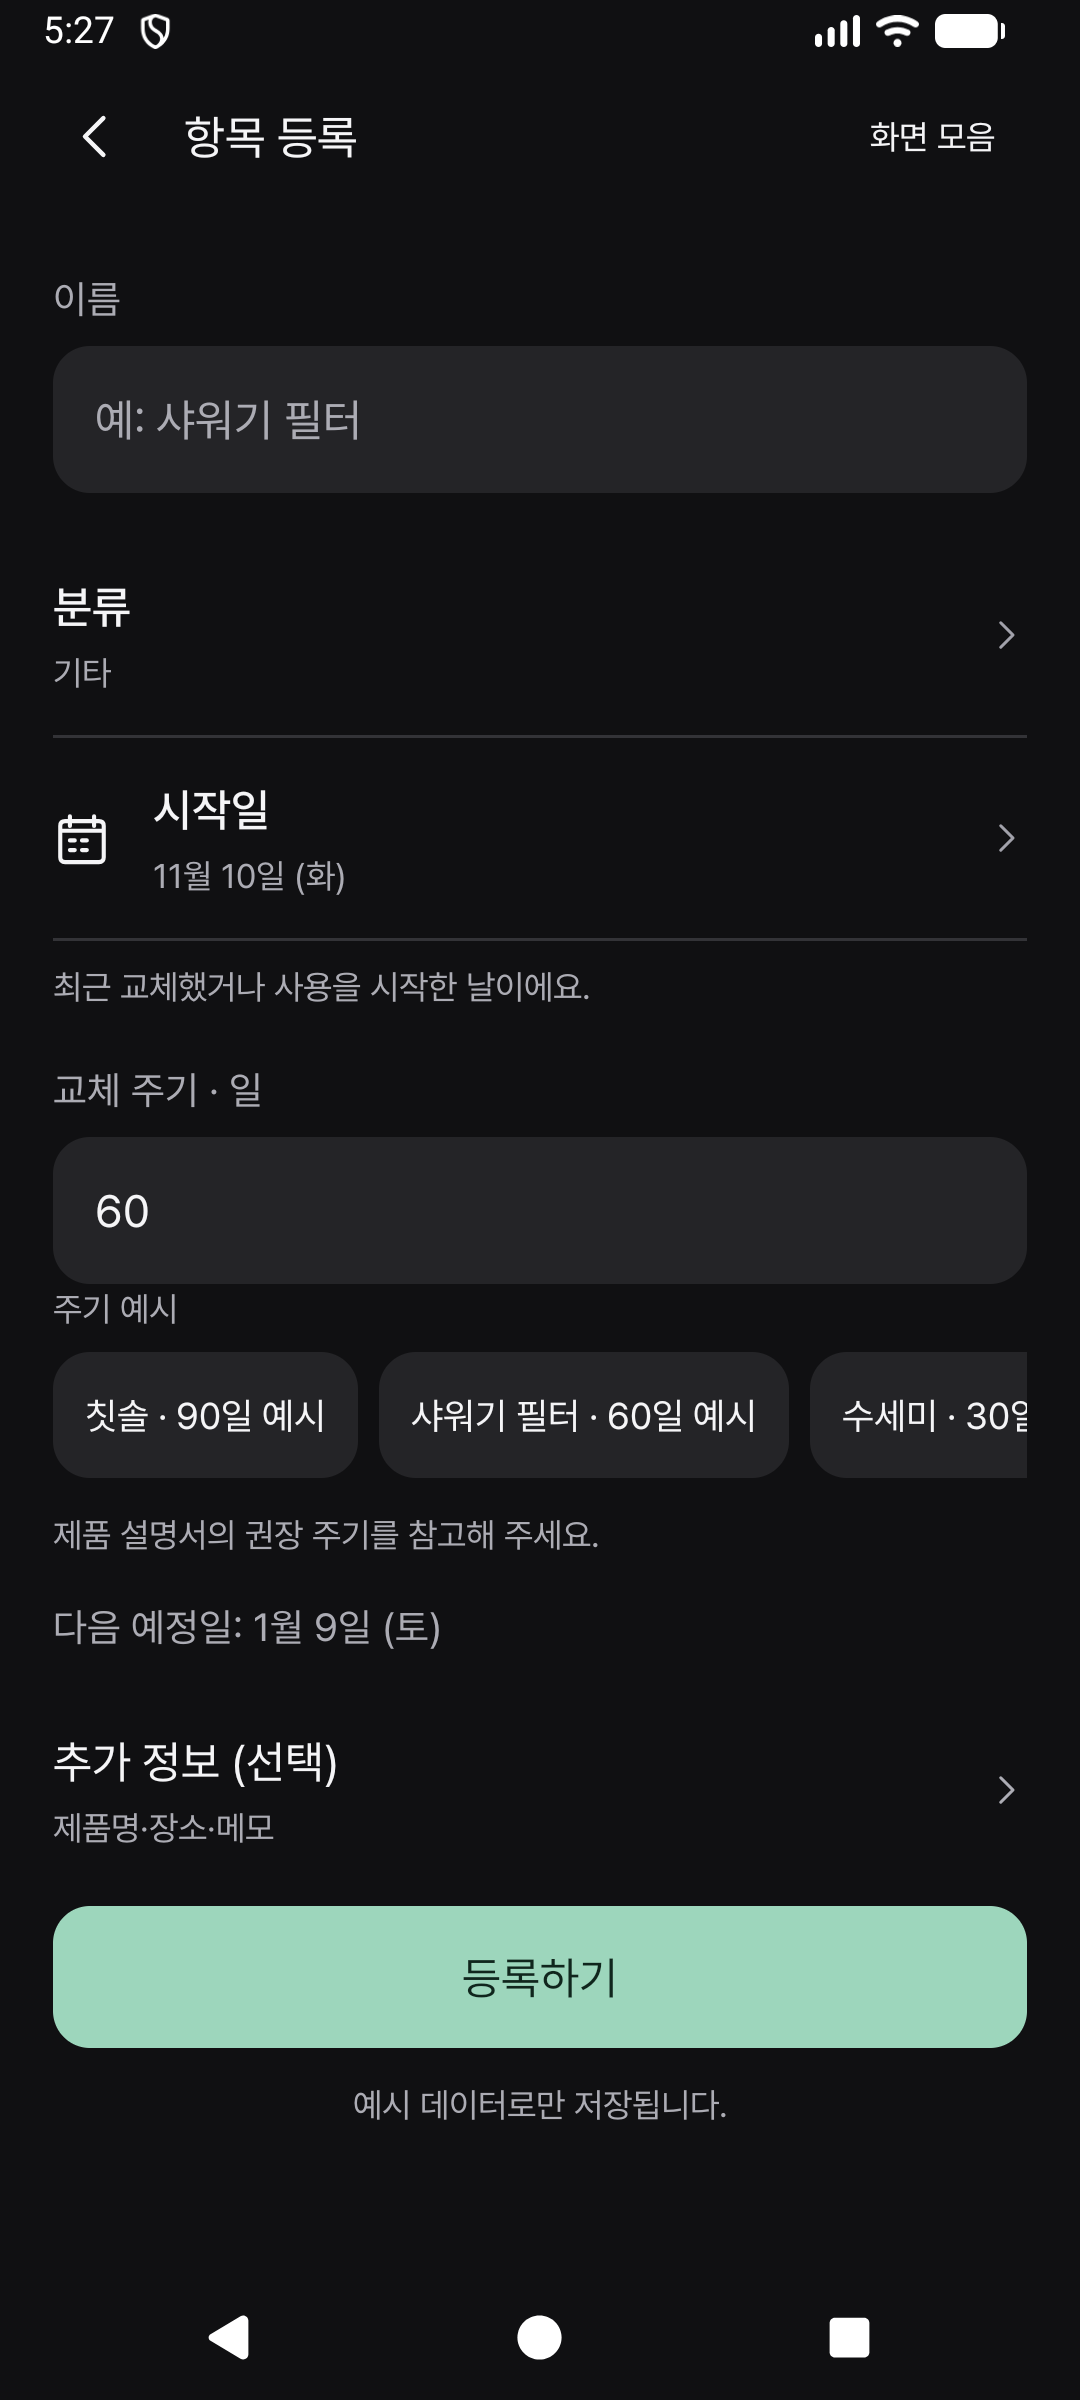 5:27
항목 등록
화면 모음
이름
예: 샤워기 필터
분류
기타
시작일
11월 10일 (화)
최근 교체했거나 사용을 시작한 날이에요.
교체 주기 · 일
60
주기 예시
칫솔 · 90일 예시
샤워기 필터 · 60일 예시
수세미 · 30일
제품 설명서의 권장 주기를 참고해 주세요.
다음 예정일: 1월 9일 (토)
추가 정보 (선택)
제품명·장소·메모
등록하기
예시 데이터로만 저장됩니다.